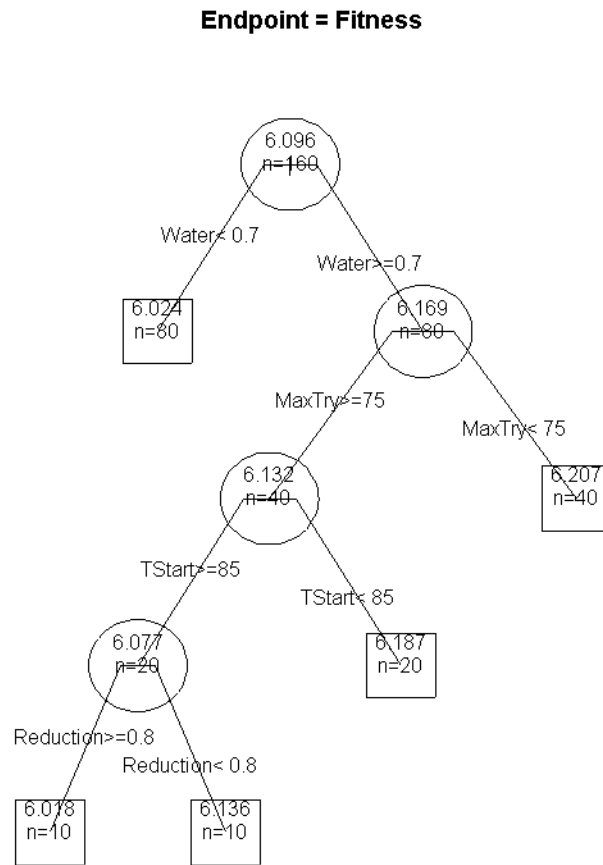 Endpoint = Fitness
6.096
n=160
Water< 0.7
Water>=0.7
6.024
n=80
6.169
n=80
MaxTry>=75
MaxTry< 75
6.132
n=40
6.207
n=40
TStart>=85
TStart< 85
6.077
n=20
6.187
n=20
Reduction>=0.8
Reduction< 0.8
6.018
n=10
6.136
n=10